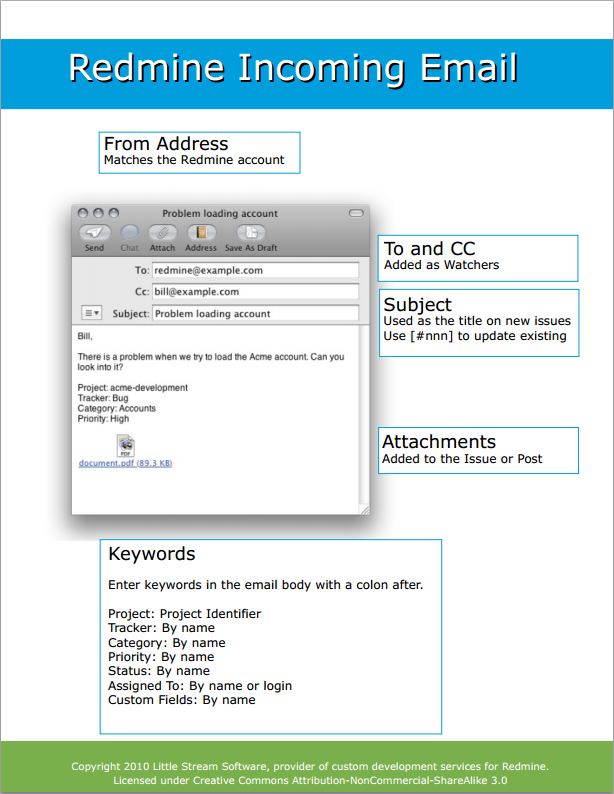 Redmine Incoming Email
From Address
Matches the Redmine account
Problem loading account
Send Chat Attach Address Save As Draft
To: redmine@example.com
Cc: bill@example.com
Subject: Problem loading account
Bill,
There is a problem when we try to load the Acme account. Can you
look into it?
Project: acme-development
Tracker: Bug
Category: Accounts
Priority: High
PDF
document.pdf (89.3 KB)
To and CC
Added as Watchers
Subject
Used as the title on new issues
Use [#nnn] to update existing
Attachments
Added to the Issue or Post
Keywords
Enter keywords in the email body with a colon after.
Project: Project Identifier
Tracker: By name
Category: By name
Priority: By name
Status: By name
Assigned To: By name or login
Custom Fields: By name
Copyright 2010 Little Stream Software, provider of custom development services for Redmine.
Licensed under Creative Commons Attribution-NonCommercial-ShareAlike 3.0